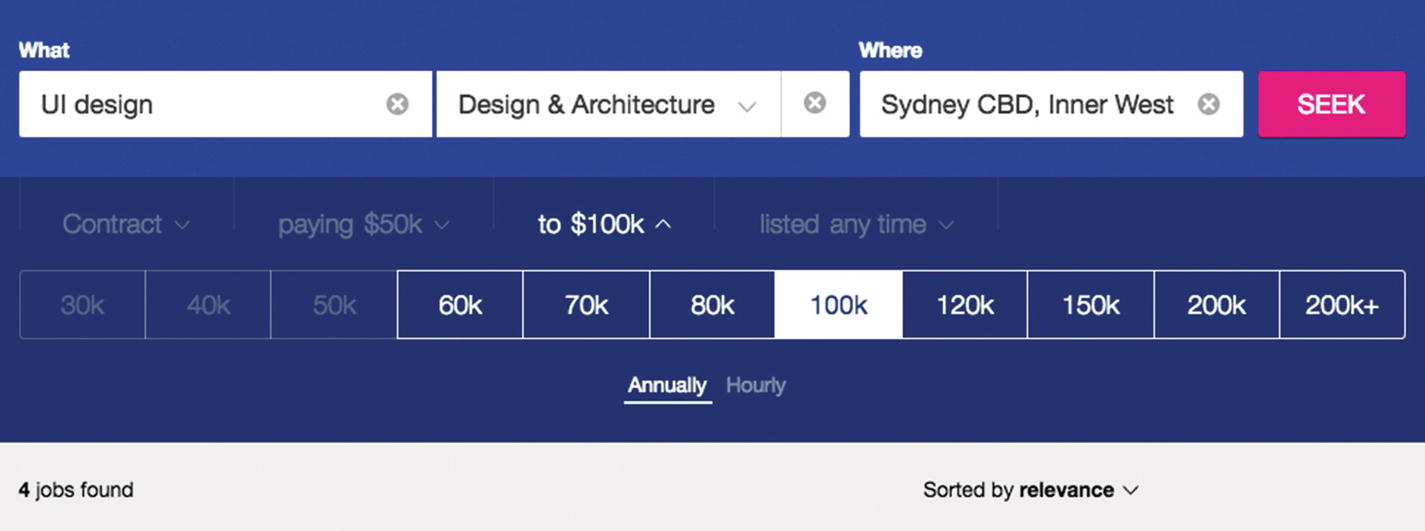 What Where
UI design Design & Architecture Sydney CBD, Inner West SEEK
Contract paying $50k to $100k listed any time
30k 40k 50k 60k 70k 80k 100k 120k 150k 200k 200k+
Annually Hourly
4 jobs found Sorted by relevance